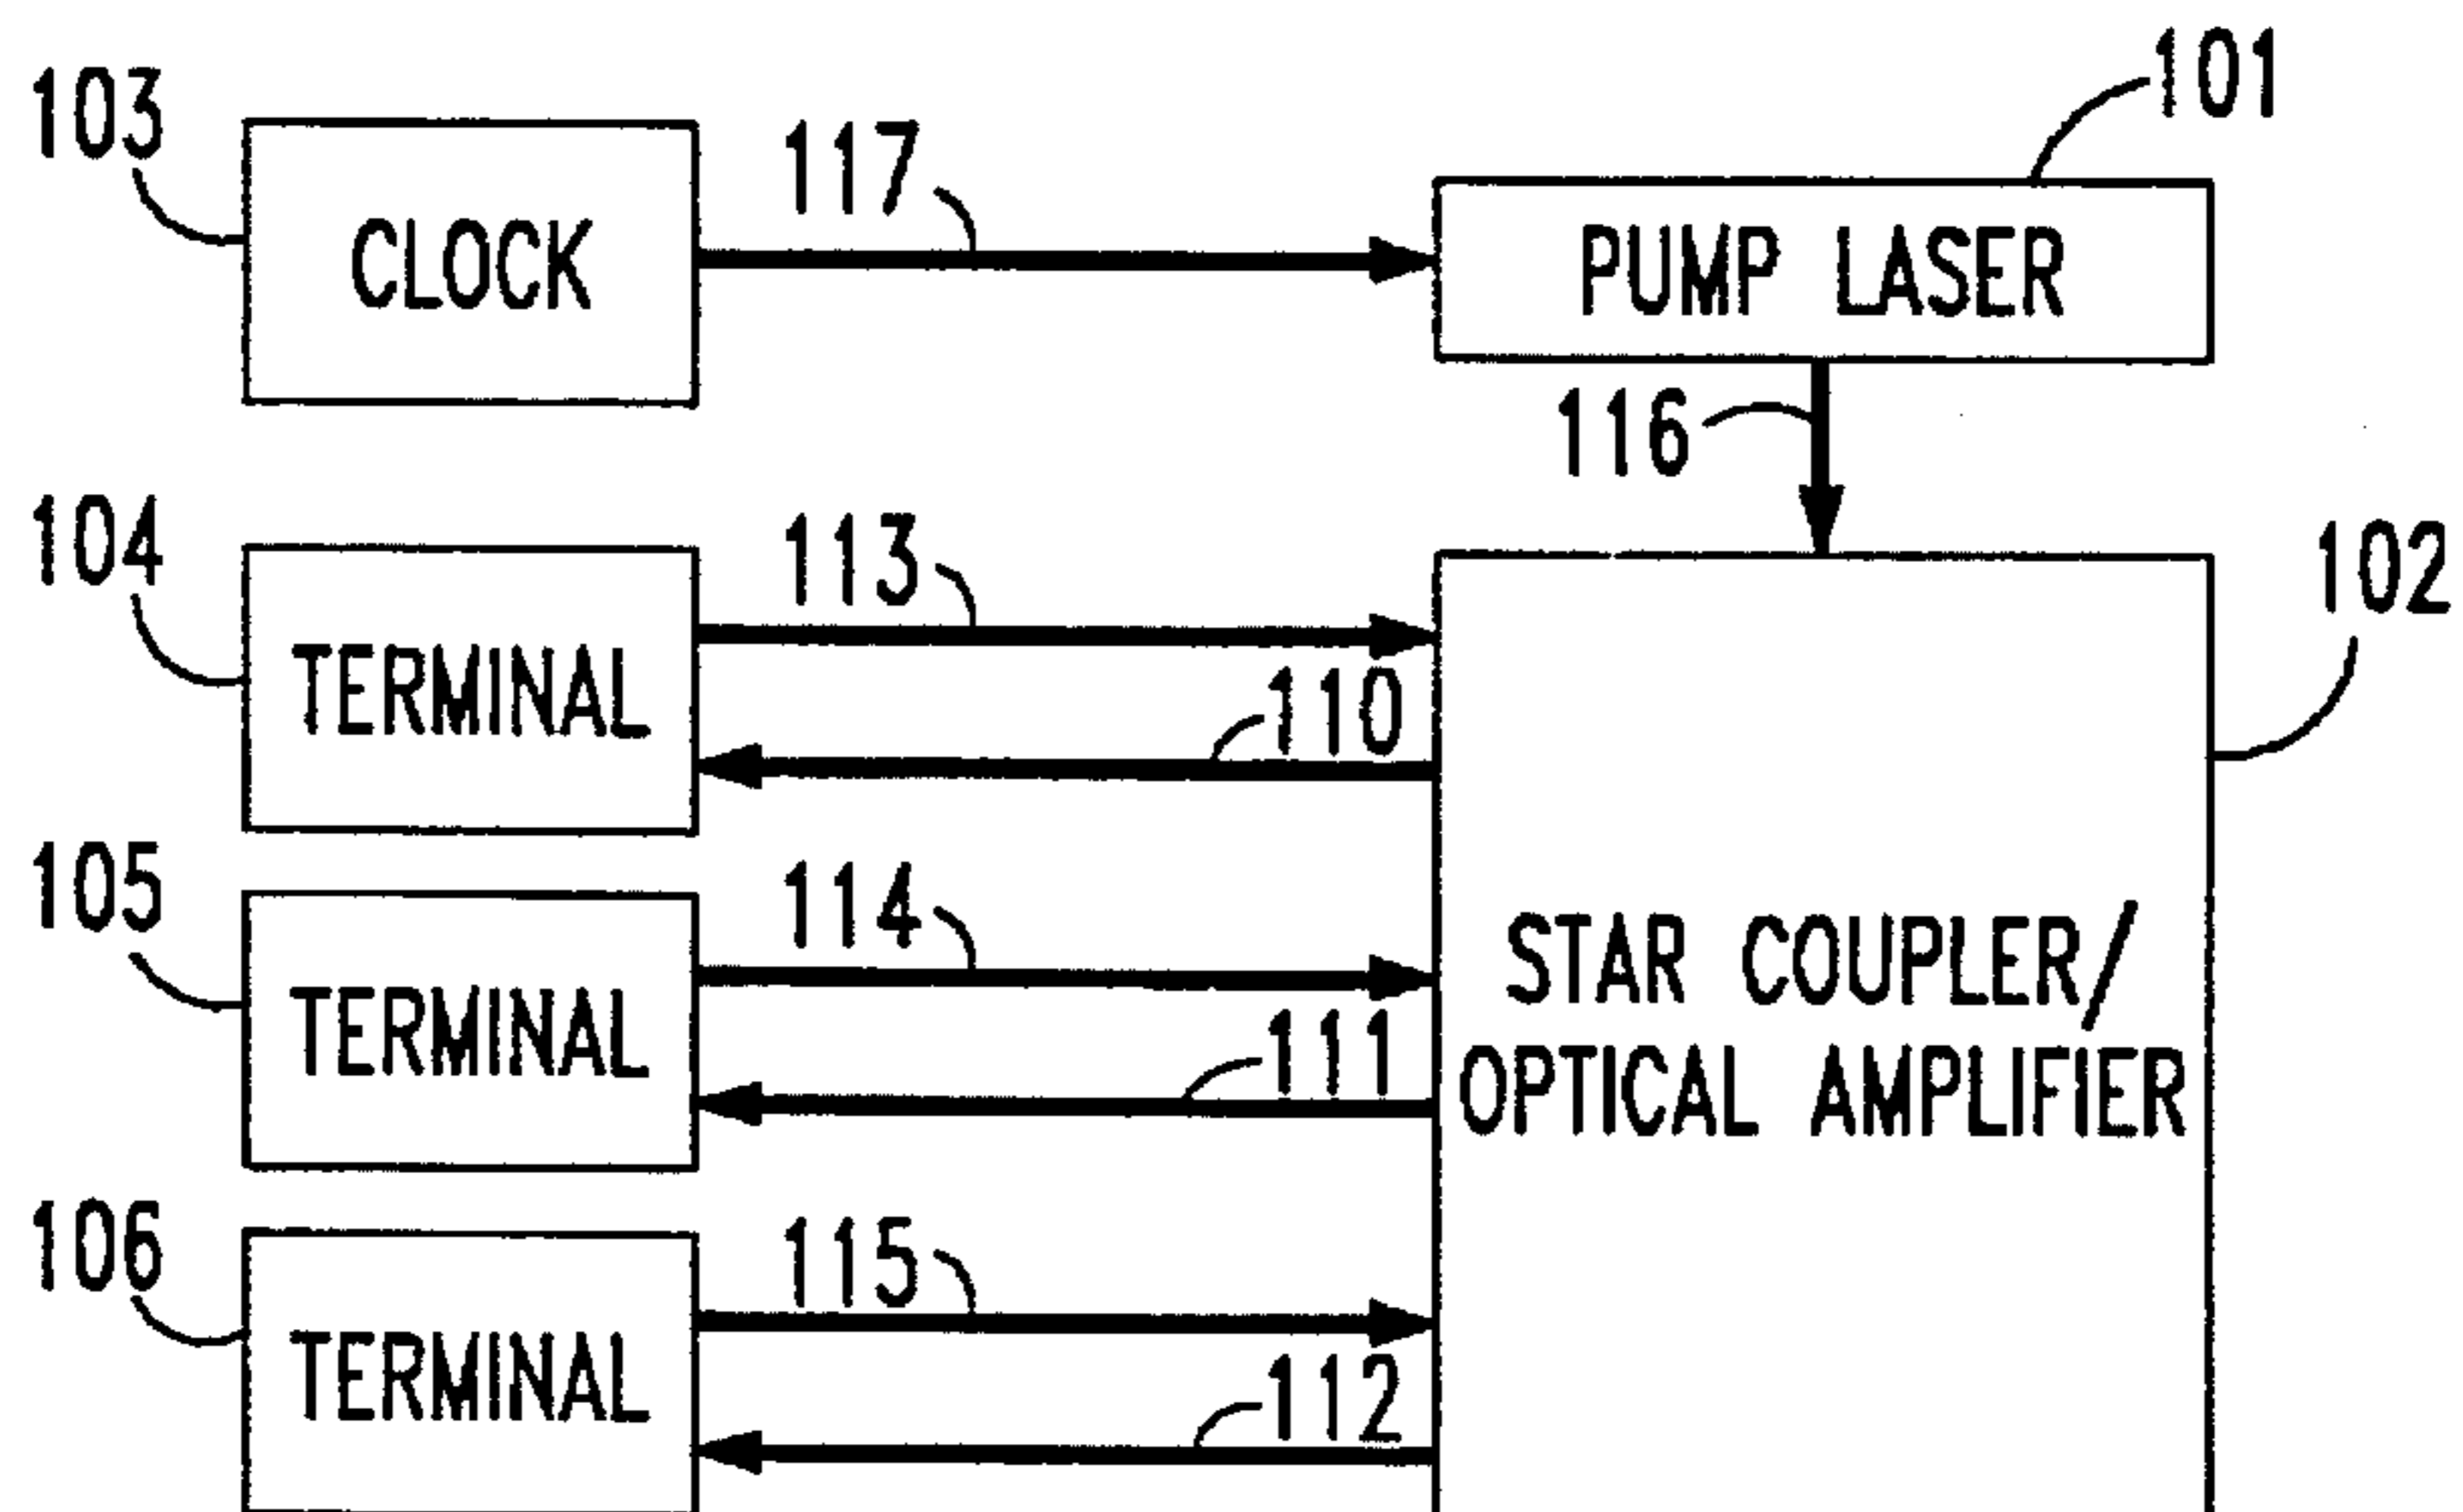 103
101
117
CLOCK
PUMP LASER
116
104
113
102
TERMINAL
110
105
114
STAR COUPLER/
TERMINAL
111
OPTICAL AMPLIFIER
106
115
TERMINAL
112